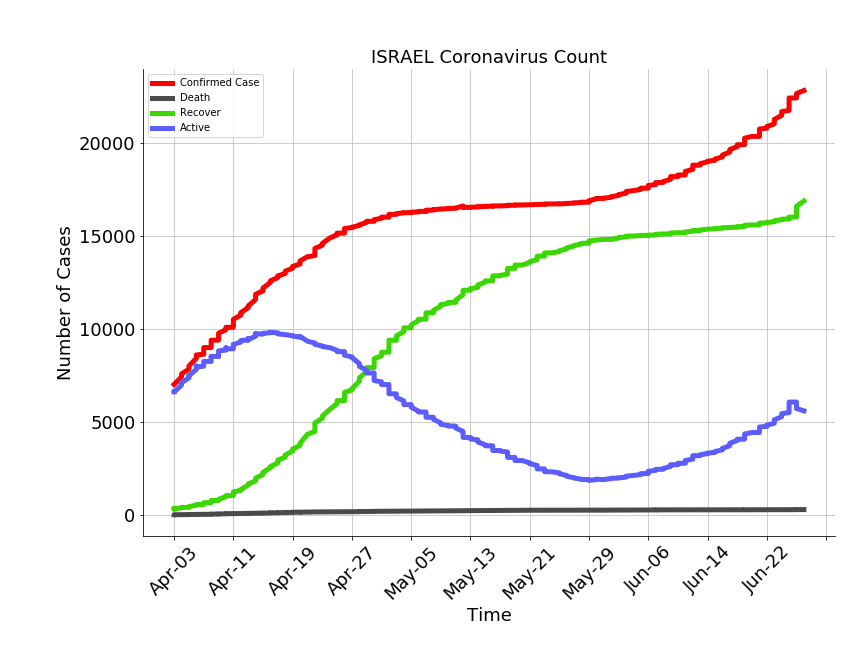 ISRAEL Coronavirus Count
Confirmed Case
Death
Recover
Active
Number of Cases
20000
15000
10000
5000
0
Apr-03
Apr-11
Apr-19
Apr-27
May-05
May-13
May-21
May-29
Jun-06
Jun-14
Jun-22
Time